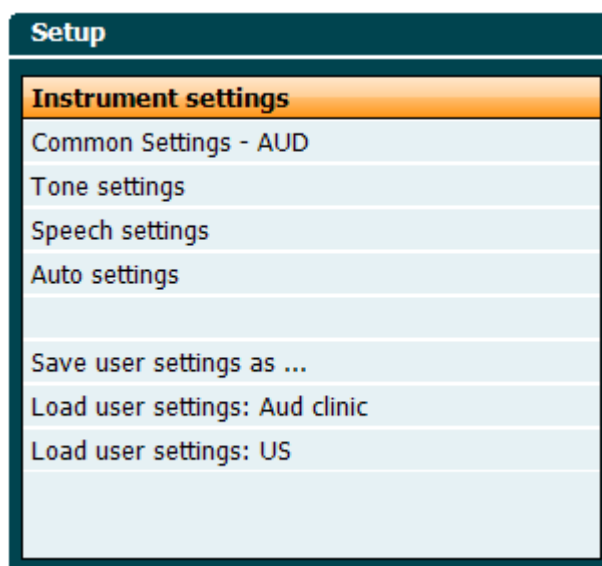 Setup
Instrument settings
Common Settings - AUD
Tone settings
Speech settings
Auto settings
Save user settings as ...
Load user settings: Aud clinic
Load user settings: US